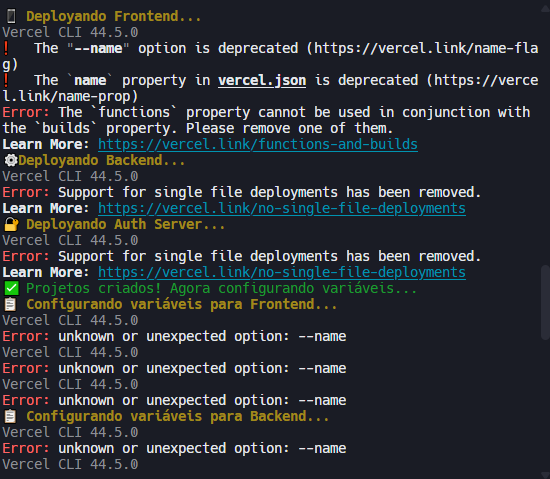 📱 Deployando Frontend...
Vercel CLI 44.5.0
❗ The "--name" option is deprecated (https://vercel.link/name-fla
g)
❗ The `name` property in vercel.json is deprecated (https://verce
l.link/name-prop)
Error: The `functions` property cannot be used in conjunction with
the `builds` property. Please remove one of them.
Learn More: https://vercel.link/functions-and-builds
⚙️Deployando Backend...
Vercel CLI 44.5.0
Error: Support for single file deployments has been removed.
Learn More: https://vercel.link/no-single-file-deployments
🔐 Deployando Auth Server...
Vercel CLI 44.5.0
Error: Support for single file deployments has been removed.
Learn More: https://vercel.link/no-single-file-deployments
✅ Projetos criados! Agora configurando variáveis...
📋 Configurando variáveis para Frontend...
Vercel CLI 44.5.0
Error: unknown or unexpected option: --name
Vercel CLI 44.5.0
Error: unknown or unexpected option: --name
Vercel CLI 44.5.0
Error: unknown or unexpected option: --name
📋 Configurando variáveis para Backend...
Vercel CLI 44.5.0
Error: unknown or unexpected option: --name
Vercel CLI 44.5.0